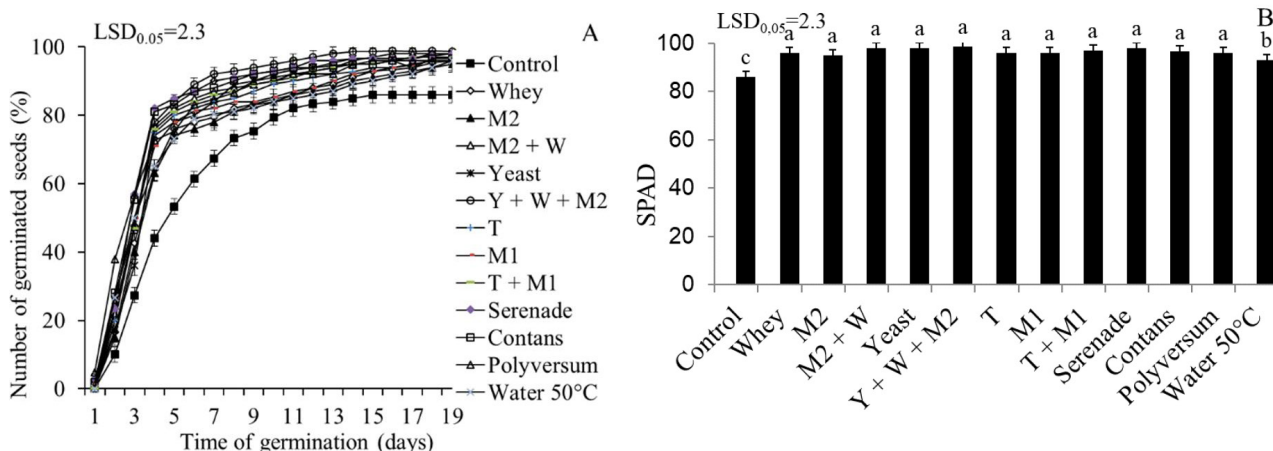 LSD0.05=2.3
A
Number of germinated seeds (%)
100
80
60
40
20
0
1 3 5 7 9 11 13 15 17 19
Time of germination (days)
Control
Whey
M2
M2 + W
Yeast
Y + W + M2
T
M1
T + M1
Serenade
Contans
Polyversum
Water 50°C
LSD0,05=2.3
B
SPAD
100
80
60
40
20
0
c a a a a a a a a a a a b
Control
Whey
M2
M2 + W
Yeast
Y + W + M2
T
M1
T + M1
Serenade
Contans
Polyversum
Water 50°C